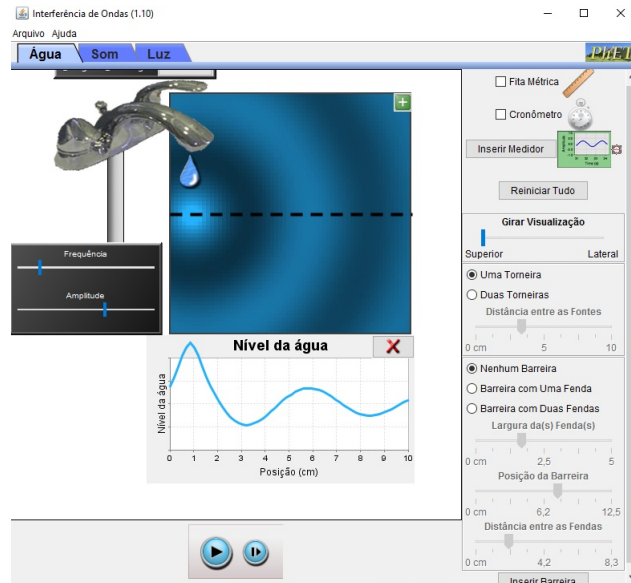 Interferência de Ondas (1.10)
Arquivo Ajuda
Água Som Luz
PhET
Fita Métrica
Cronômetro
Inserir Medidor
Reiniciar Tudo
Girar Visualização
Superior Lateral
Uma Torneira
Duas Torneiras
Distância entre as Fontes
0 cm 5 10
Nenhum Barreira
Barreira com Uma Fenda
Barreira com Duas Fendas
Largura da(s) Fenda(s)
0 cm 2,5 5
Posição da Barreira
0 cm 6,2 12,5
Distância entre as Fendas
0 cm 4,2 8,3
Inserir Barreira
Frequência
Amplitude
Nível da água
Nível da água
0 1 2 3 4 5 6 7 8 9 10
Posição (cm)